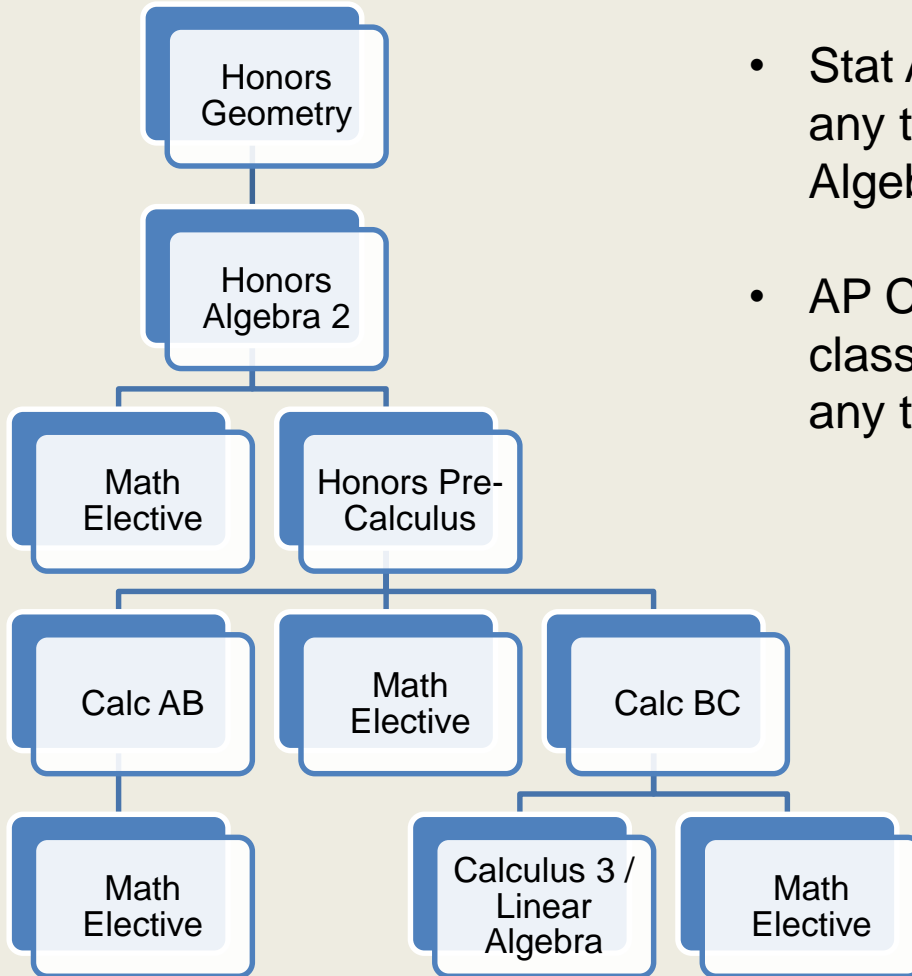 Honors
Geometry
• Stat
any
Algeb
Honors
Algebra 2
• AP
class
any
Math
Elective
Honors Pre-
Calculus
Calc AB
Math
Elective
Calc BC
Math
Elective
Calculus 3 /
Linear
Algebra
Math
Elective